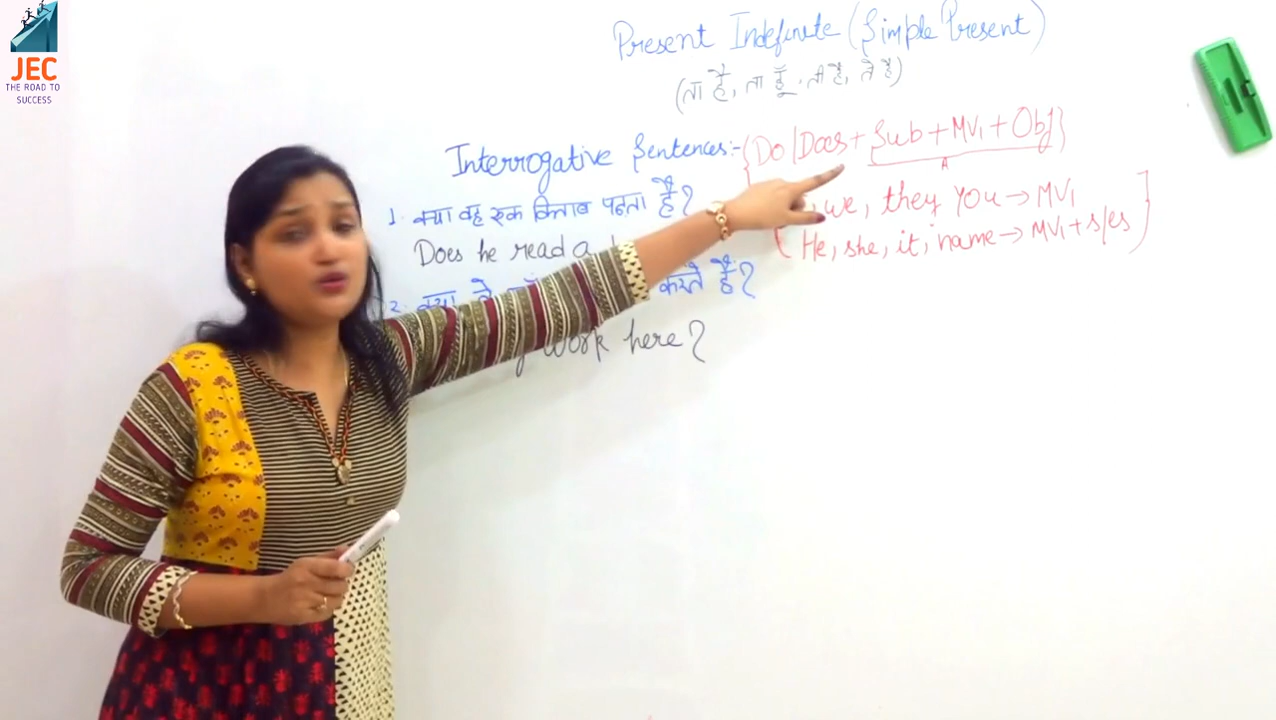 JEC
THE ROAD TO
SUCCESS
Present Indefinite (Simple Present)
(ता है, ता हूँ, ती है, ते है)
Interrogative Sentences:- {Do/Does + Sub + MV1 + Obj}
A
we, they You → MV1
He, she, it, name → MV1 + s/es
1. क्या वह एक किताब पढ़ता है?
Does he read a
2. क्या वे करते हैं?
work here?